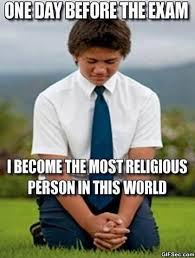 ONE DAY BEFORE THE EXAM
I BECOME THE MOST RELIGIOUS
PERSON IN THIS WORLD
GIFSec.com